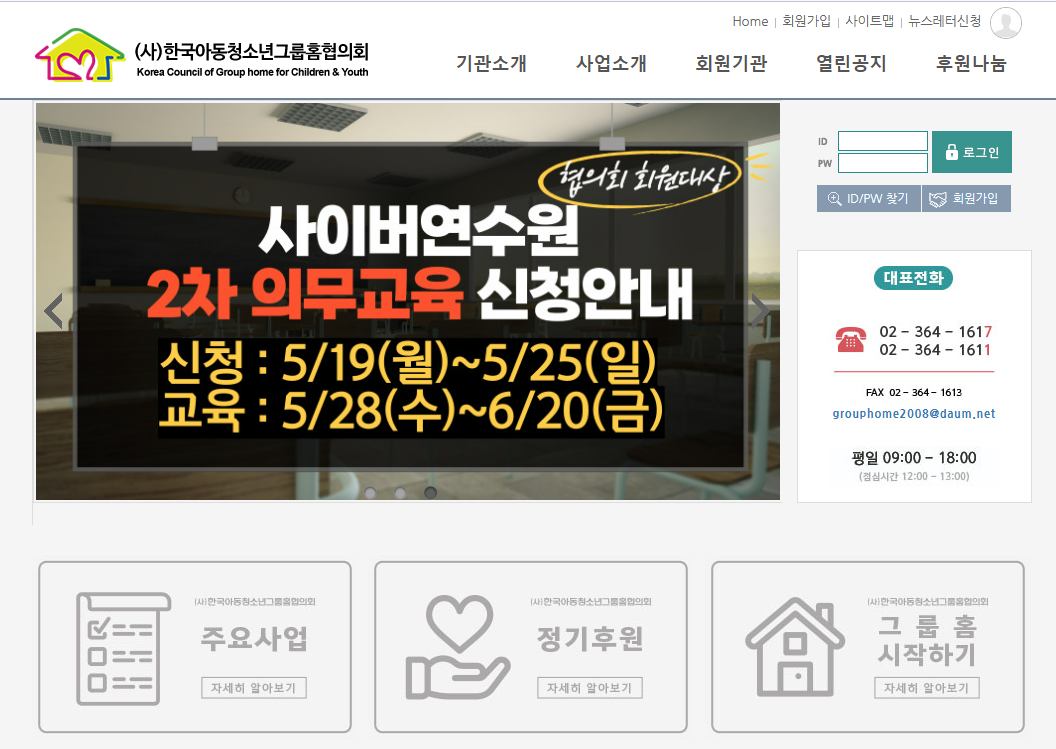 Home | 회원가입 | 사이트맵 | 뉴스레터신청
(사)한국아동청소년그룹홈협의회
Korea Council of Group home for Children & Youth
기관소개 사업소개 회원기관 열린공지 후원나눔
협의회 회원대상
사이버연수원
2차 의무교육 신청안내
신청 : 5/19(월)~5/25(일)
교육 : 5/28(수)~6/20(금)
ID
PW
로그인
ID/PW 찾기
회원가입
대표전화
02 - 364 - 1617
02 - 364 - 1611
FAX 02 - 364 - 1613
grouphome2008@daum.net
평일 09:00 - 18:00
(점심시간 12:00 - 13:00)
(사)한국아동청소년그룹홈협의회
주요사업
자세히 알아보기
(사)한국아동청소년그룹홈협의회
정기후원
자세히 알아보기
(사)한국아동청소년그룹홈협의회
그 룹 홈
시작하기
자세히 알아보기